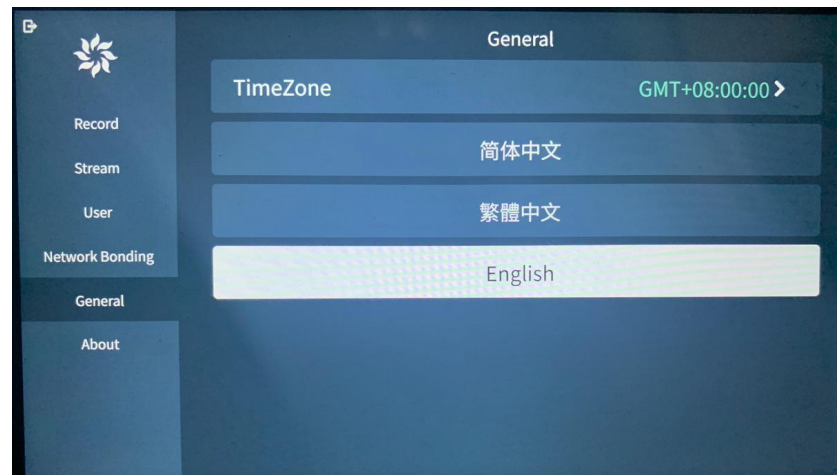 General
TimeZone GMT+08:00:00
简体中文
繁體中文
English
Record
Stream
User
Network Bonding
General
About